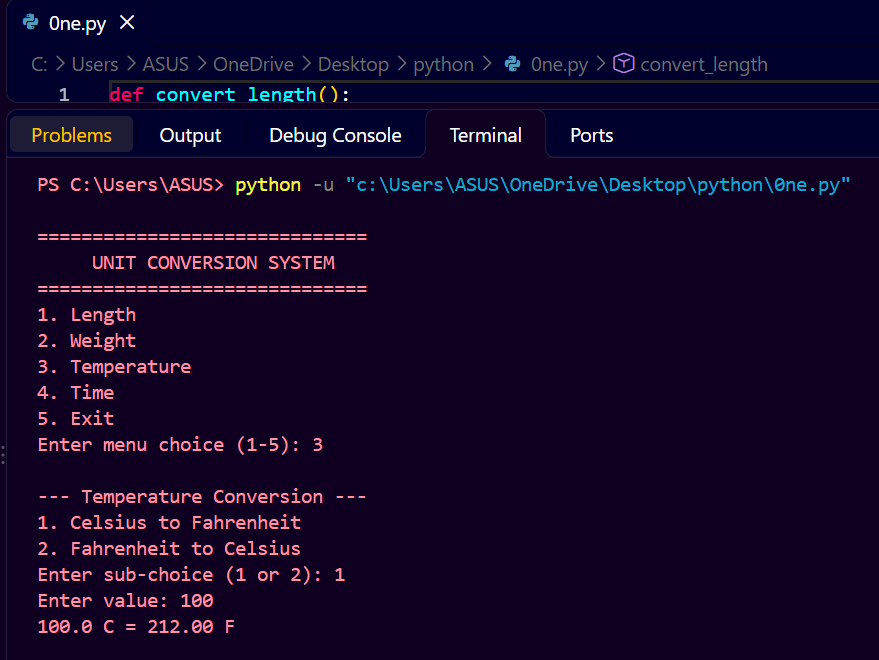 0ne.py
C: > Users > ASUS > OneDrive > Desktop > python > 0ne.py > convert_length
1 def convert_length():
Problems Output Debug Console Terminal Ports
PS C:\Users\ASUS> python -u "c:\Users\ASUS\OneDrive\Desktop\python\0ne.py"
==============================
     UNIT CONVERSION SYSTEM
==============================
1. Length
2. Weight
3. Temperature
4. Time
5. Exit
Enter menu choice (1-5): 3
--- Temperature Conversion ---
1. Celsius to Fahrenheit
2. Fahrenheit to Celsius
Enter sub-choice (1 or 2): 1
Enter value: 100
100.0 C = 212.00 F